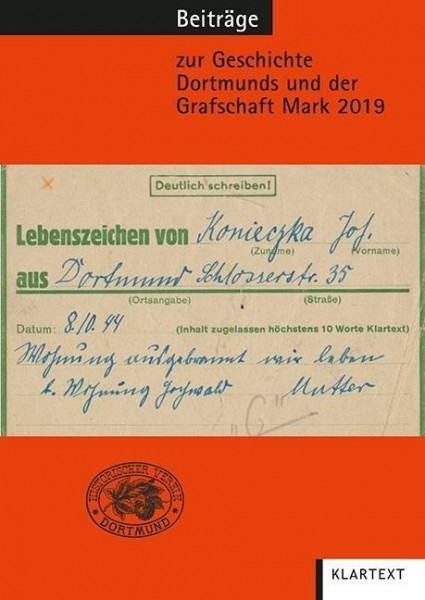 Beiträge
zur Geschichte
Dortmunds und der
Grafschaft Mark 2019
Deutlich schreiben!
Lebenszeichen von Konieczka Jos.
(Zuname) (Vorname)
aus Dortmund Schlosserstr. 35
(Ortsangabe) (Straße)
Datum: 8.10.44 (Inhalt zugelassen höchstens 10 Worte Klartext)
Wohnung ausgebrannt wir leben
b. Wohnung Hochwald Mutter
"G"
HISTORISCHER VEREIN
DORTMUND
KLARTEXT